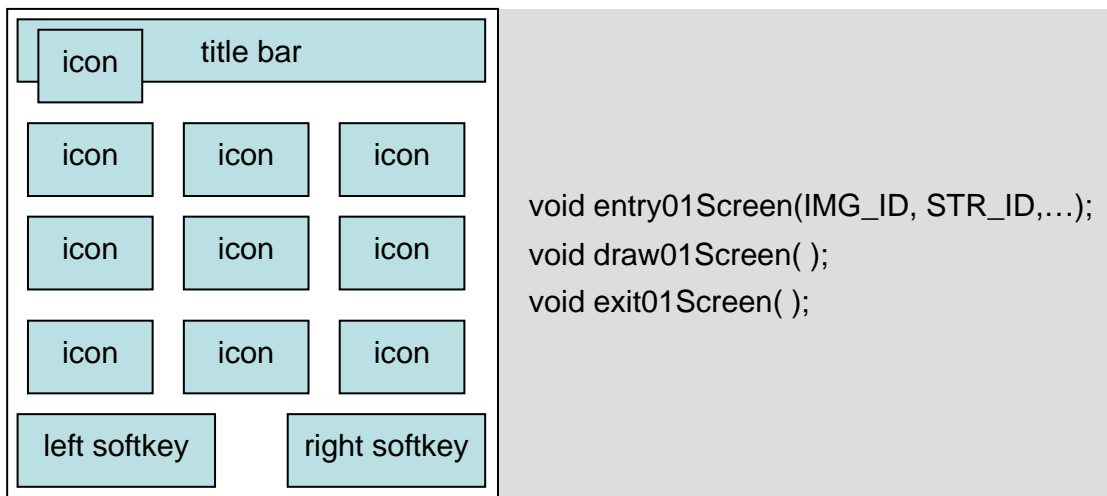 icon title bar
icon icon icon
icon icon icon
icon icon icon
left softkey right softkey
void entry01Screen(IMG_ID, STR_ID,…);
void draw01Screen( );
void exit01Screen( );